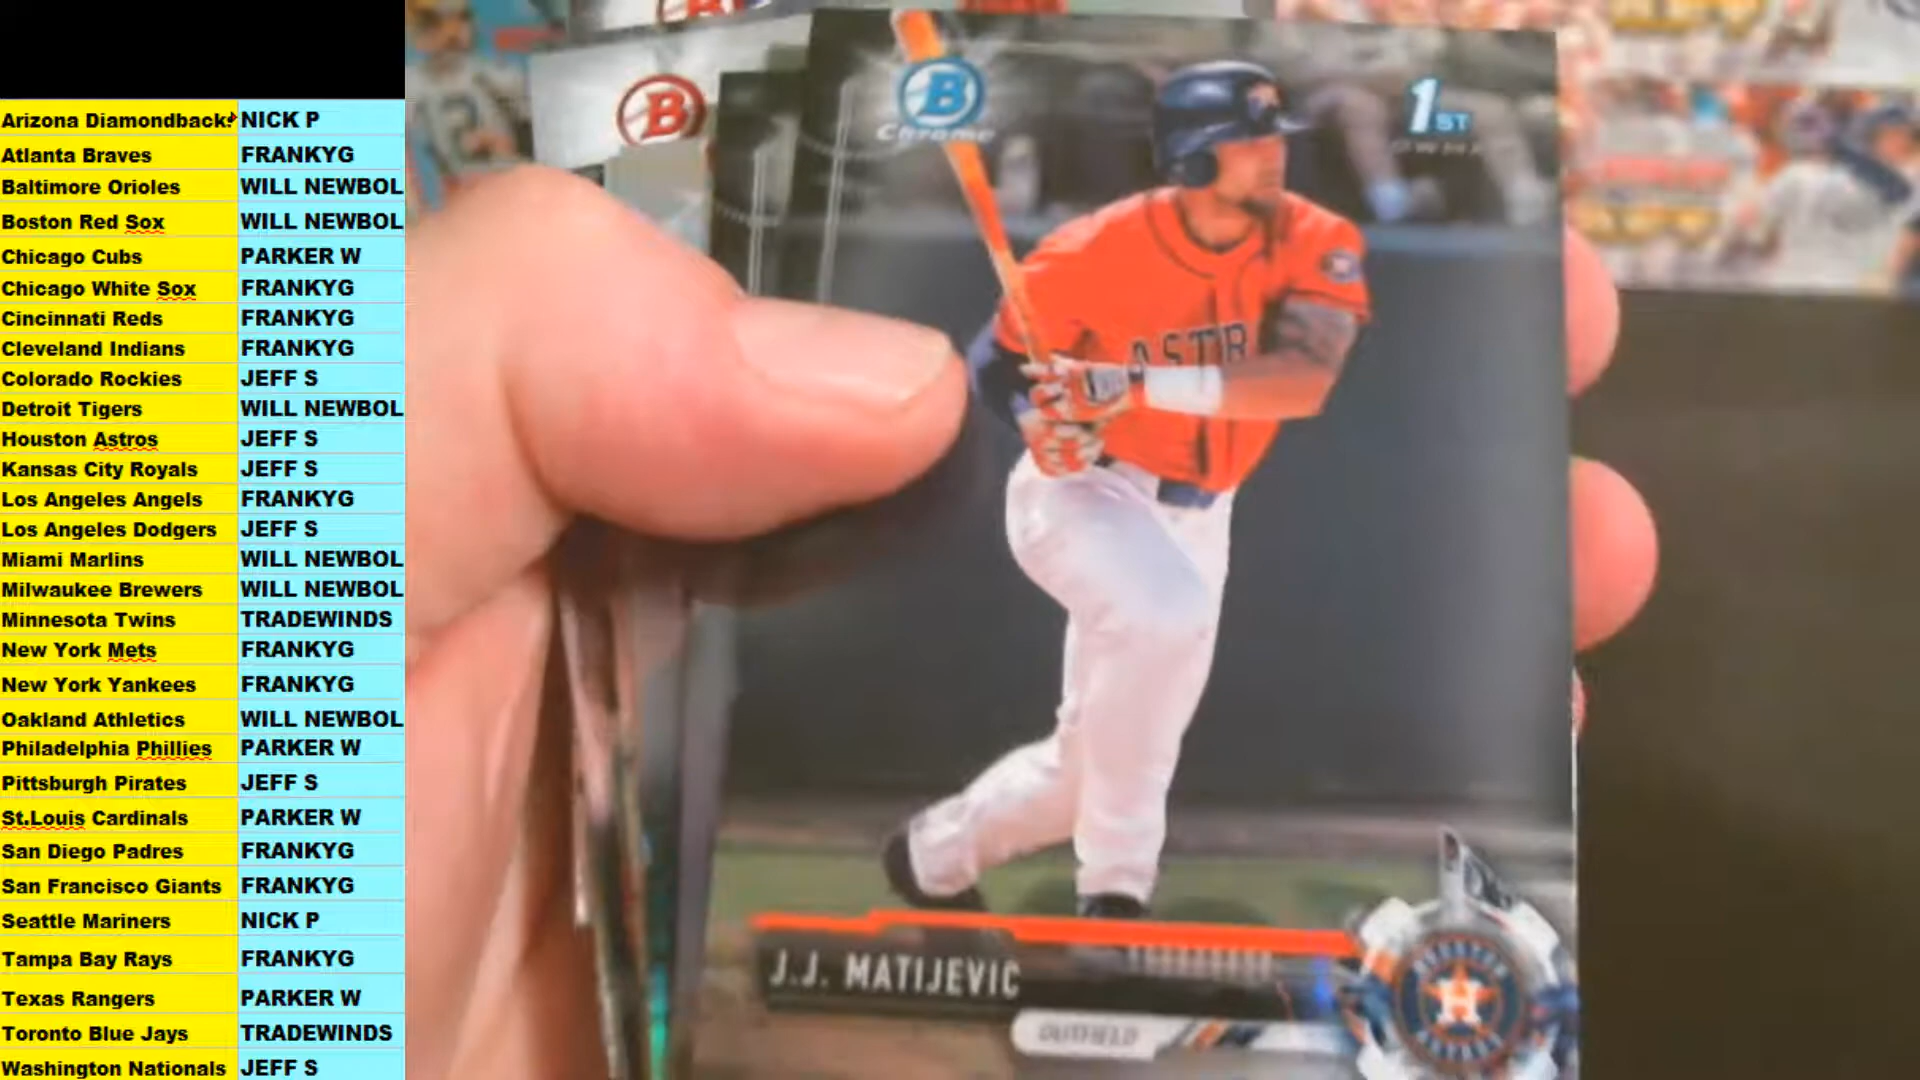 Arizona Diamondback NICK P
Atlanta Braves FRANKYG
Baltimore Orioles WILL NEWBOL
Boston Red Sox WILL NEWBOL
Chicago Cubs PARKER W
Chicago White Sox FRANKYG
Cincinnati Reds FRANKYG
Cleveland Indians FRANKYG
Colorado Rockies JEFF S
Detroit Tigers WILL NEWBOL
Houston Astros JEFF S
Kansas City Royals JEFF S
Los Angeles Angels FRANKYG
Los Angeles Dodgers JEFF S
Miami Marlins WILL NEWBOL
Milwaukee Brewers WILL NEWBOL
Minnesota Twins TRADEWINDS
New York Mets FRANKYG
New York Yankees FRANKYG
Oakland Athletics WILL NEWBOL
Philadelphia Phillies PARKER W
Pittsburgh Pirates JEFF S
St.Louis Cardinals PARKER W
San Diego Padres FRANKYG
San Francisco Giants FRANKYG
Seattle Mariners NICK P
Tampa Bay Rays FRANKYG
Texas Rangers PARKER W
Toronto Blue Jays TRADEWINDS
Washington Nationals JEFF S
B
B
Chrome
1ST
ASTR
J.J. MATIJEVIC
OUTFIELD
H